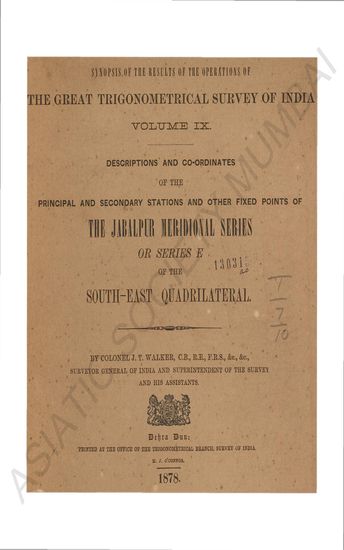 SYNOPSIS OF THE RESULTS OF THE OPERATIONS OF
THE GREAT TRIGONOMETRICAL SURVEY OF INDIA
VOLUME IX.
DESCRIPTIONS AND CO-ORDINATES
OF THE
PRINCIPAL AND SECONDARY STATIONS AND OTHER FIXED POINTS OF
THE JABALPUR MERIDIONAL SERIES
OR SERIES E
OF THE
SOUTH-EAST QUADRILATERAL.
BY COLONEL J. T. WALKER, C.B., R.E., F.R.S., &c., &c.,
SURVEYOR GENERAL OF INDIA AND SUPERINTENDENT OF THE SURVEY
AND HIS ASSISTANTS.
Dehra Dun:
PRINTED AT THE OFFICE OF THE TRIGONOMETRICAL BRANCH, SURVEY OF INDIA.
M. J. O'CONNOR.
1878.
ASIATIC SOCIETY MUMBAI